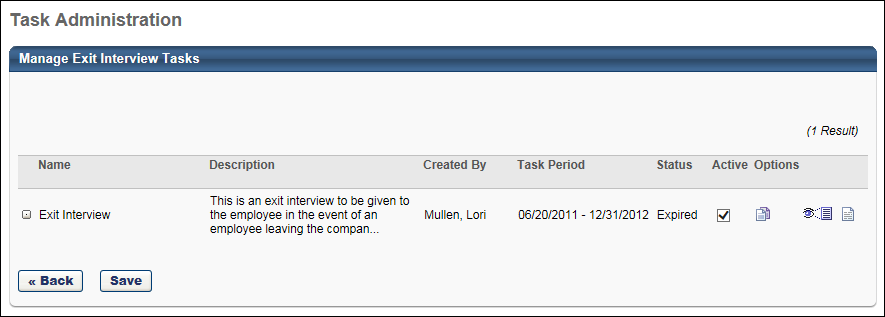 Task Administration
Manage Exit Interview Tasks
(1 Result)
Name Description Created By Task Period Status Active Options
Exit Interview This is an exit interview to be given to the employee in the event of an employee leaving the compan... Mullen, Lori 06/20/2011 - 12/31/2012 Expired
« Back Save